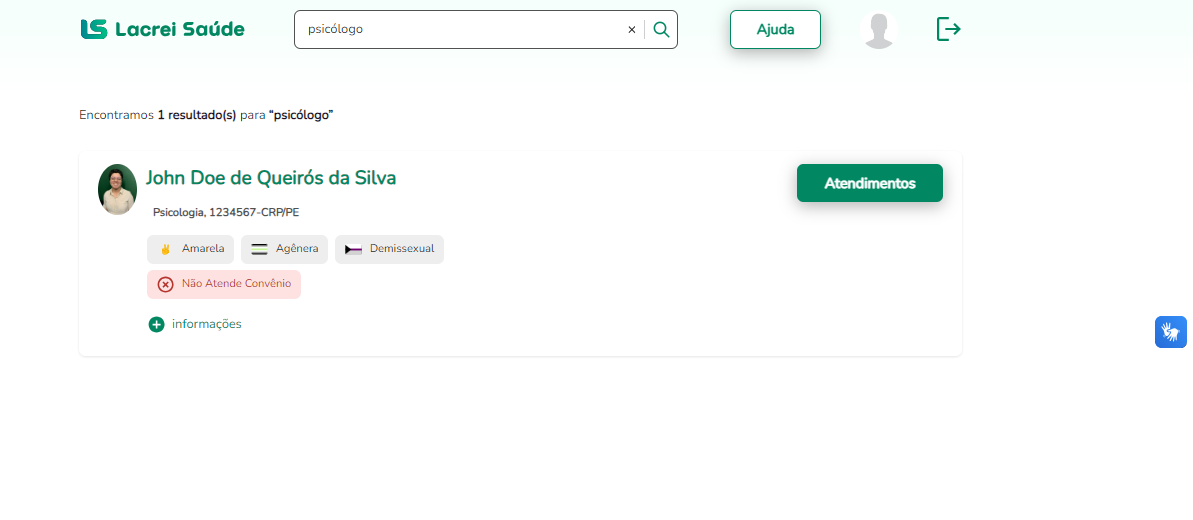 Lacrei Saúde
psicólogo
Ajuda
Encontramos 1 resultado(s) para “psicólogo”
John Doe de Queirós da Silva
Atendimentos
Psicologia, 1234567-CRP/PE
Amarela
Agênera
Demissexual
Não Atende Convênio
informações